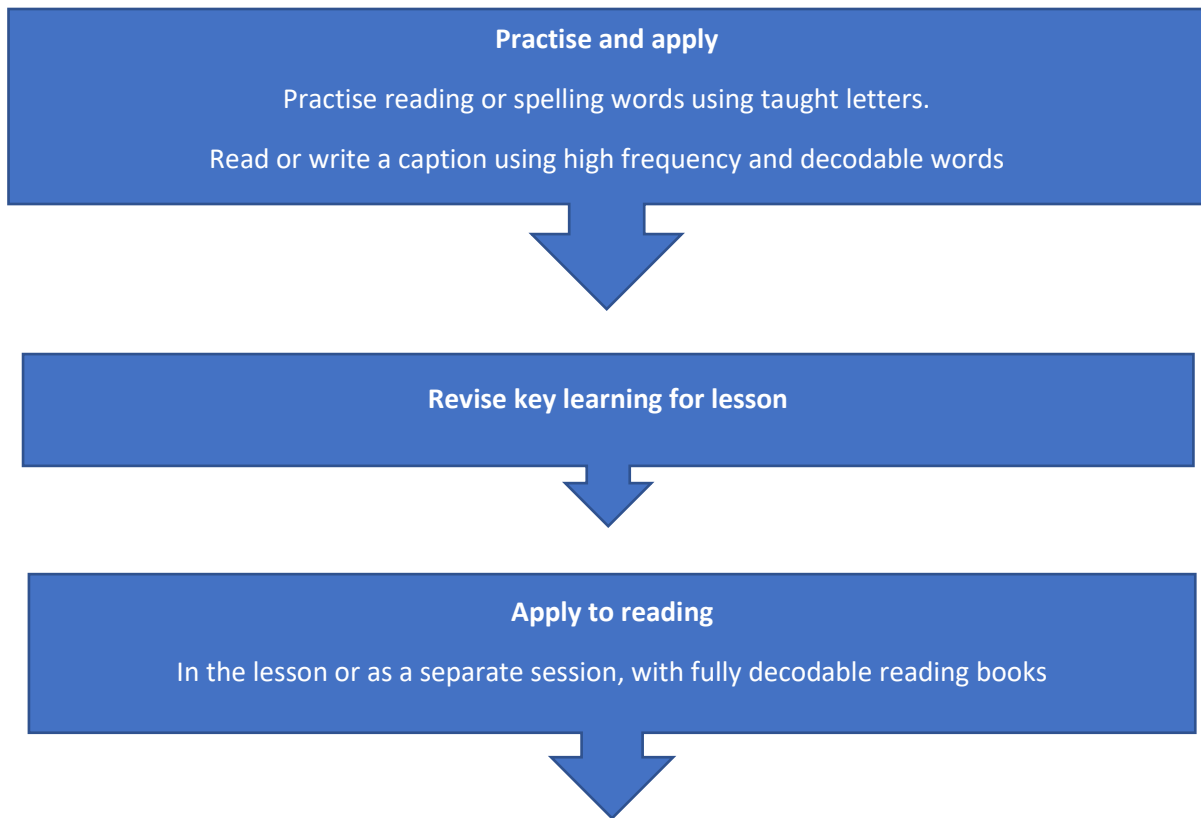 Practise and apply
Practise reading or spelling words using taught letters.
Read or write a caption using high frequency and decodable words
Revise key learning for lesson
Apply to reading
In the lesson or as a separate session, with fully decodable reading books